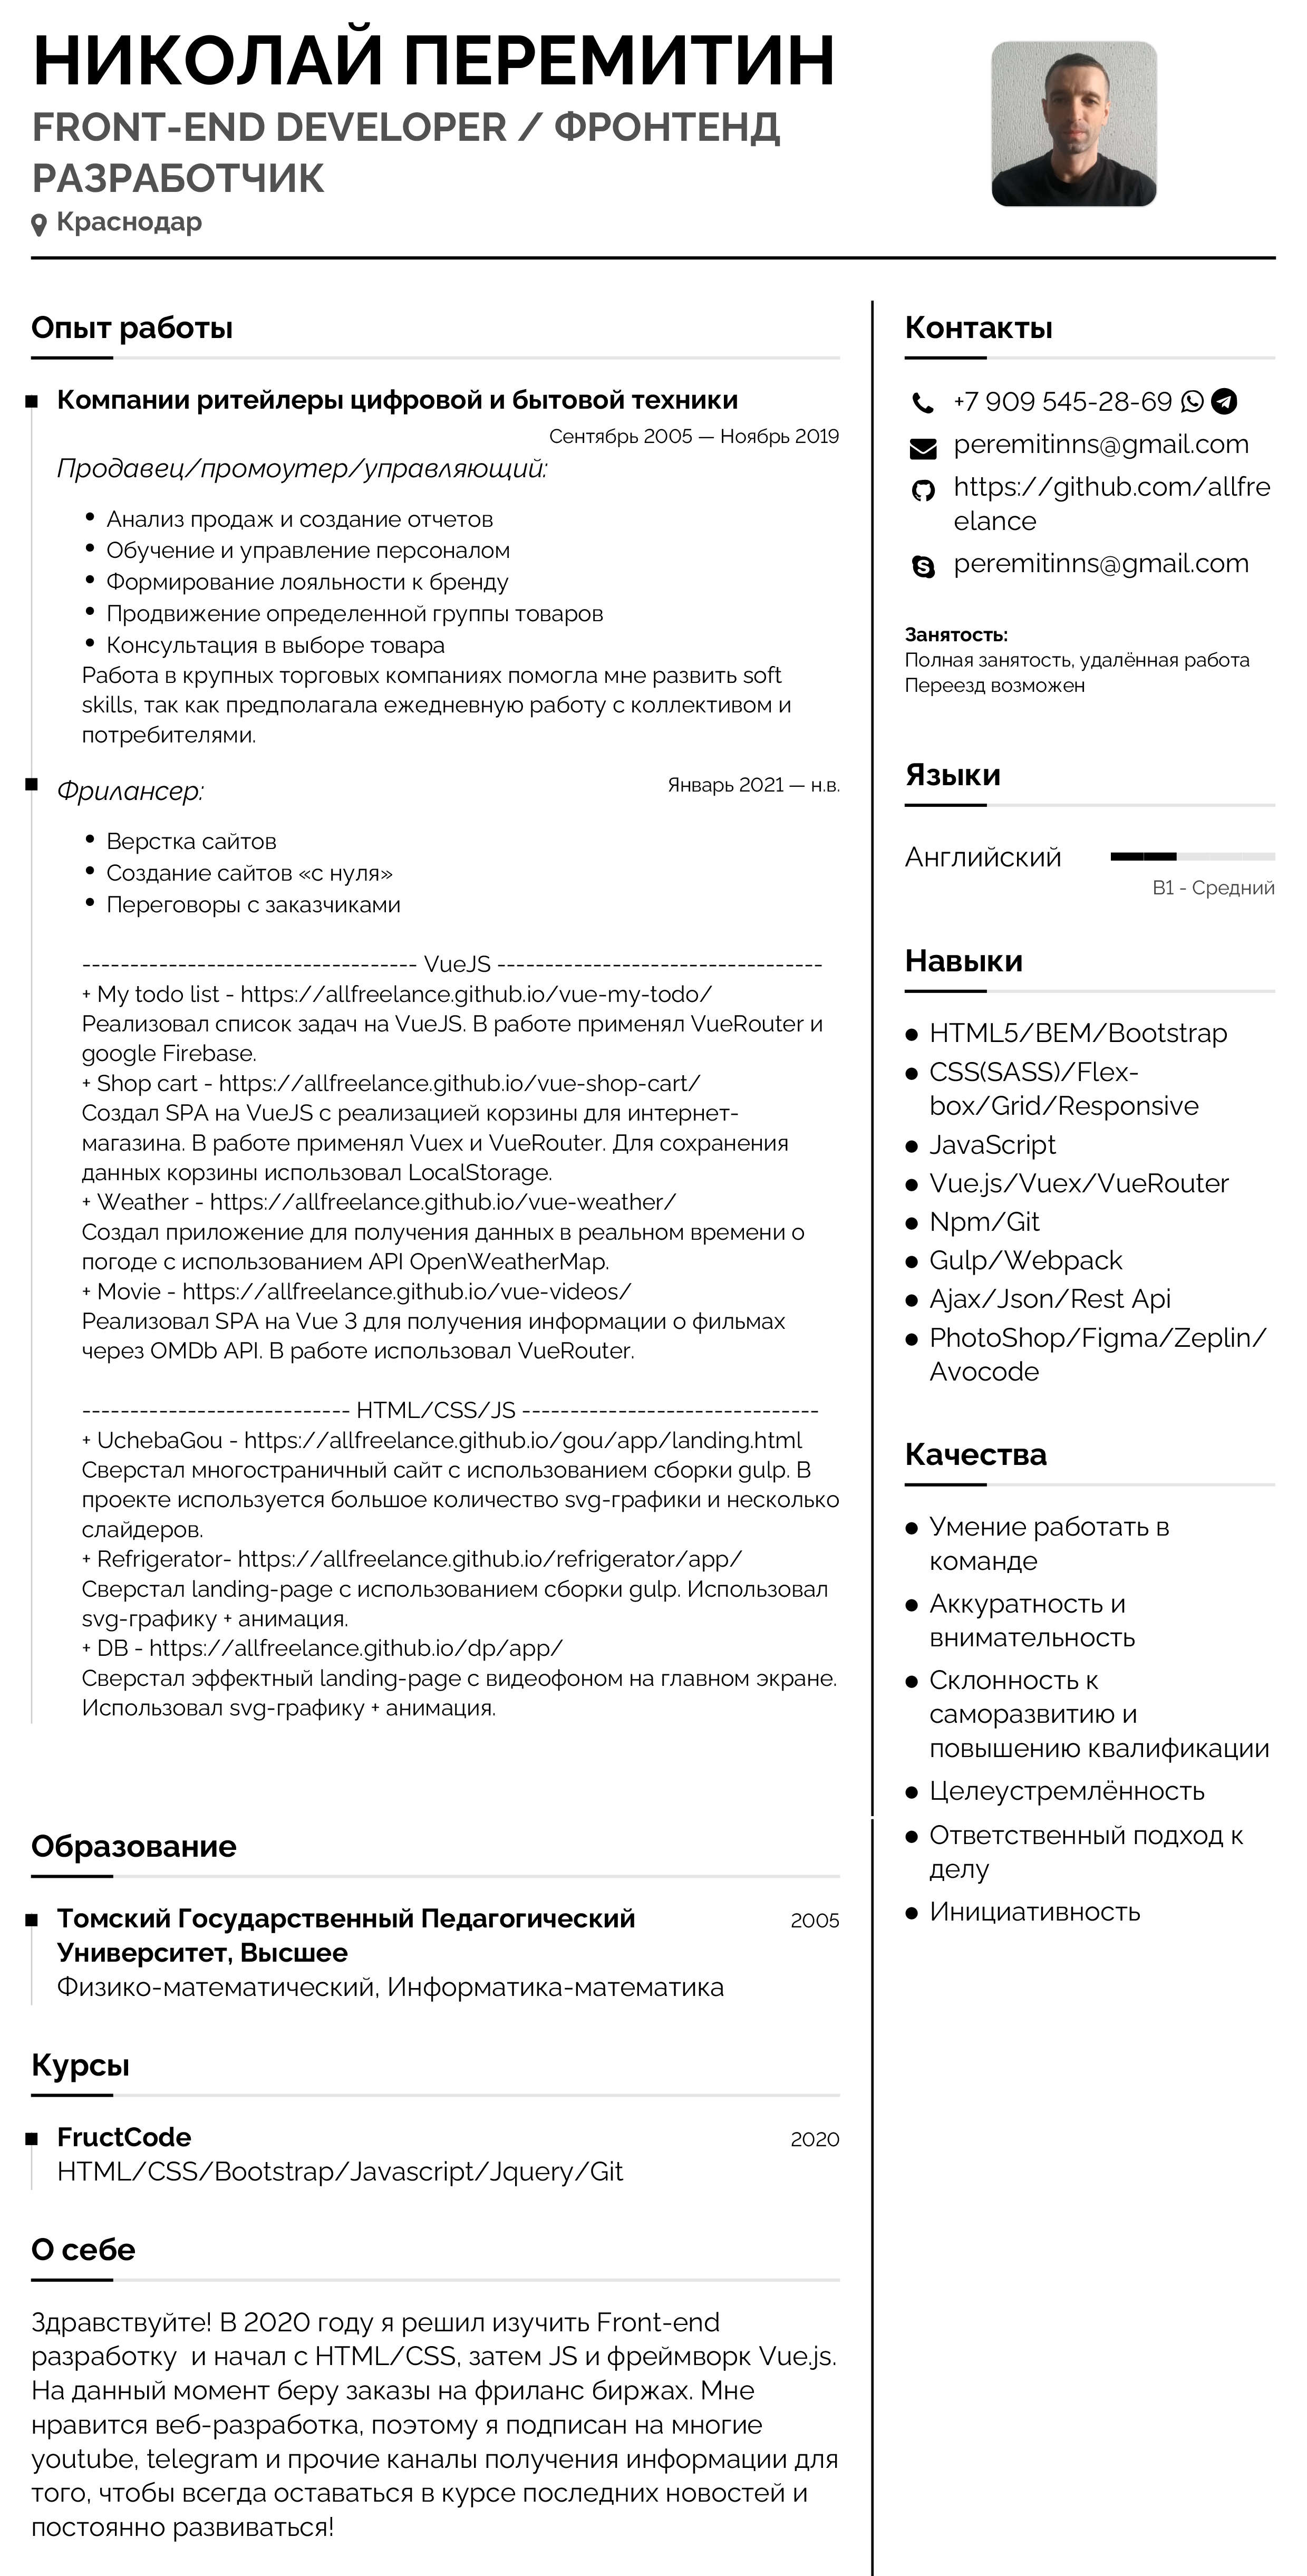 НИКОЛАЙ ПЕРЕМИТИН
FRONT-END DEVELOPER / ФРОНТЕНД
РАЗРАБОТЧИК
Краснодар
Опыт работы
Компании ритейлеры цифровой и бытовой техники
Сентябрь 2005 — Ноябрь 2019
Продавец/промоутер/управляющий:
• Анализ продаж и создание отчетов
• Обучение и управление персоналом
• Формирование лояльности к бренду
• Продвижение определенной группы товаров
• Консультация в выборе товара
Работа в крупных торговых компаниях помогла мне развить soft
skills, так как предполагала ежедневную работу с коллективом и
потребителями.
Фрилансер:
Январь 2021 — н.в.
• Верстка сайтов
• Создание сайтов «с нуля»
• Переговоры с заказчиками
----------------------------------- VueJS ----------------------------------
+ My todo list - https://allfreelance.github.io/vue-my-todo/
Реализовал список задач на VueJS. В работе применял VueRouter и
google Firebase.
+ Shop cart - https://allfreelance.github.io/vue-shop-cart/
Создал SPA на VueJS с реализацией корзины для интернет-
магазина. В работе применял Vuex и VueRouter. Для сохранения
данных корзины использовал LocalStorage.
+ Weather - https://allfreelance.github.io/vue-weather/
Создал приложение для получения данных в реальном времени о
погоде с использованием API OpenWeatherMap.
+ Movie - https://allfreelance.github.io/vue-videos/
Реализовал SPA на Vue 3 для получения информации о фильмах
через OMDb API. В работе использовал VueRouter.
---------------------------- HTML/CSS/JS -------------------------------
+ UchebaGou - https://allfreelance.github.io/gou/app/landing.html
Сверстал многостраничный сайт с использованием сборки gulp. В
проекте используется большое количество svg-графики и несколько
слайдеров.
+ Refrigerator- https://allfreelance.github.io/refrigerator/app/
Сверстал landing-page с использованием сборки gulp. Использовал
svg-графику + анимация.
+ DB - https://allfreelance.github.io/dp/app/
Сверстал эффектный landing-page с видеофоном на главном экране.
Использовал svg-графику + анимация.
Образование
Томский Государственный Педагогический
2005
Университет, Высшее
Физико-математический, Информатика-математика
Курсы
FructCode
2020
HTML/CSS/Bootstrap/Javascript/Jquery/Git
О себе
Здравствуйте! В 2020 году я решил изучить Front-end
разработку  и начал с HTML/CSS, затем JS и фреймворк Vue.js.
На данный момент беру заказы на фриланс биржах. Мне
нравится веб-разработка, поэтому я подписан на многие
youtube, telegram и прочие каналы получения информации для
того, чтобы всегда оставаться в курсе последних новостей и
постоянно развиваться!
Контакты
+7 909 545-28-69
peremitinns@gmail.com
https://github.com/allfre
elance
peremitinns@gmail.com
Занятость:
Полная занятость, удалённая работа
Переезд возможен
Языки
Английский
B1 - Средний
Навыки
• HTML5/BEM/Bootstrap
• CSS(SASS)/Flex-
box/Grid/Responsive
• JavaScript
• Vue.js/Vuex/VueRouter
• Npm/Git
• Gulp/Webpack
• Ajax/Json/Rest Api
• PhotoShop/Figma/Zeplin/
Avocode
Качества
• Умение работать в
команде
• Аккуратность и
внимательность
• Склонность к
саморазвитию и
повышению квалификации
• Целеустремлённость
• Ответственный подход к
делу
• Инициативность